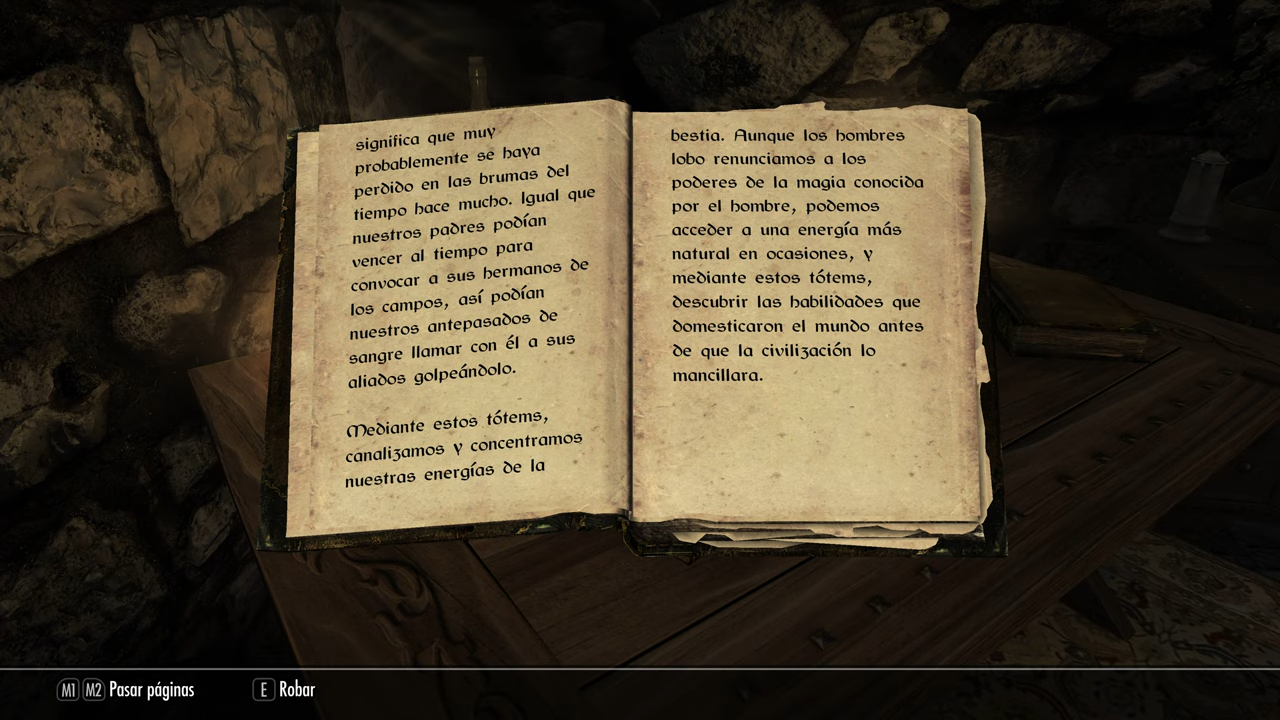 significa que muy
probablemente se haya
perdido en las brumas del
tiempo hace mucho. Igual que
nuestros padres podían
vencer al tiempo para
convocar a sus hermanos de
los campos, así podían
nuestros antepasados de
sangre llamar con él a sus
aliados golpeándolo.
Mediante estos tótems,
canalizamos y concentramos
nuestras energías de la
bestia. Aunque los hombres
lobo renunciamos a los
poderes de la magia conocida
por el hombre, podemos
acceder a una energía más
natural en ocasiones, y
mediante estos tótems,
descubrir las habilidades que
domesticaron el mundo antes
de que la civilización lo
mancillara.
M1 M2 Pasar páginas E Robar